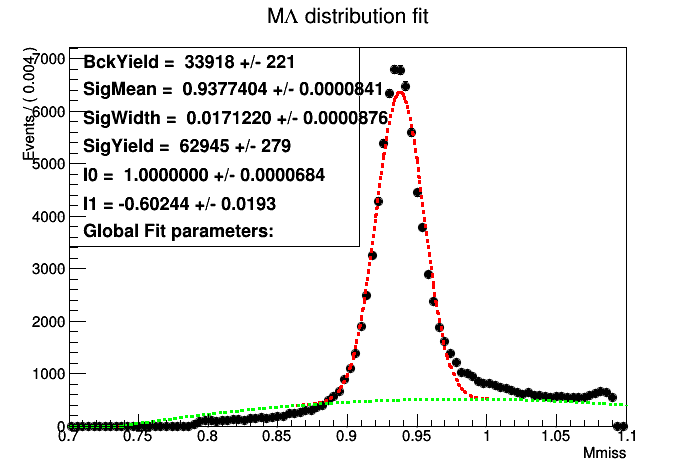 MΛ distribution fit
Events / ( 0.004 )
7000
6000
5000
4000
3000
2000
1000
0
BckYield = 33918 +/- 221
SigMean = 0.9377404 +/- 0.0000841
SigWidth = 0.0171220 +/- 0.0000876
SigYield = 62945 +/- 279
l0 = 1.0000000 +/- 0.0000684
l1 = -0.60244 +/- 0.0193
Global Fit parameters:
0.7 0.75 0.8 0.85 0.9 0.95 1 1.05 1.1
Mmiss